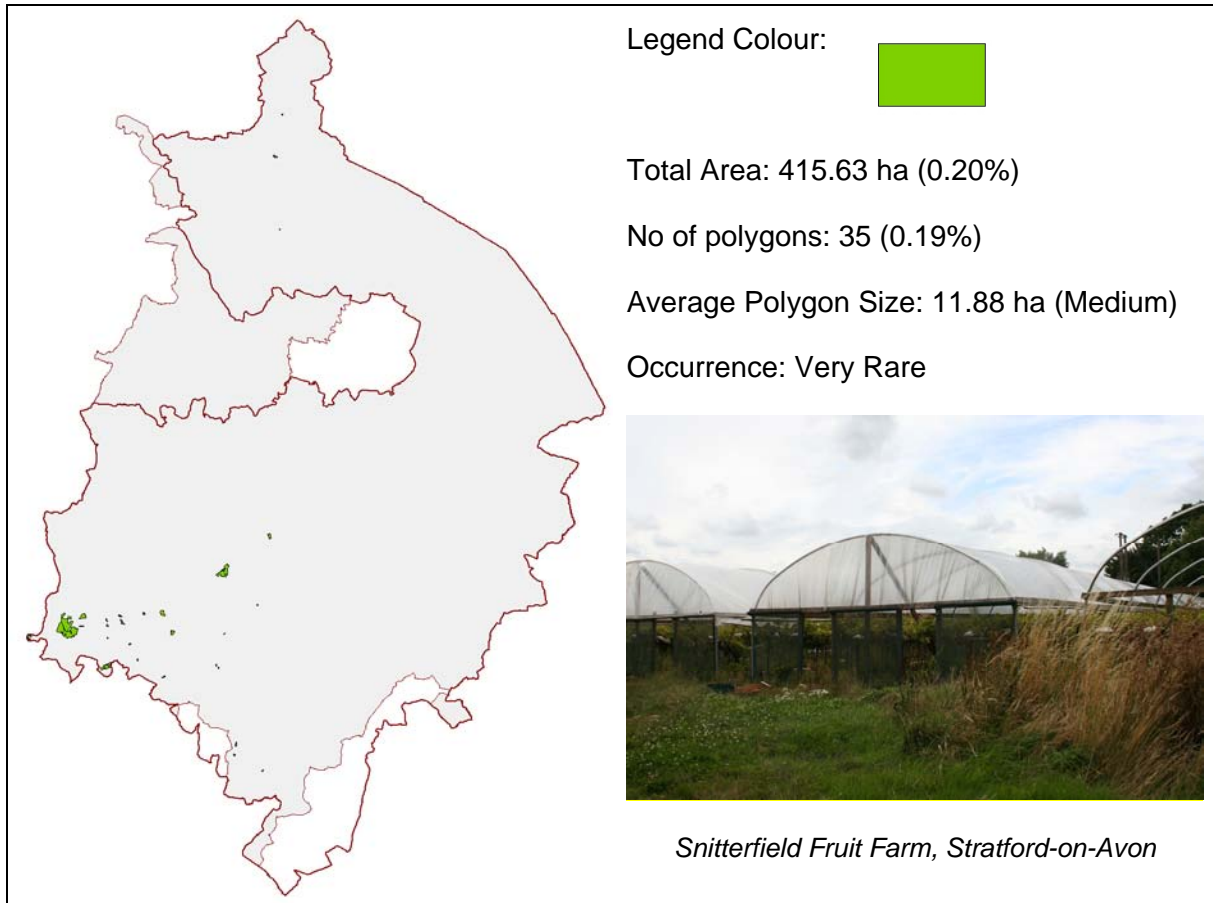 Legend Colour:
Total Area: 415.63 ha (0.20%)
No of polygons: 35 (0.19%)
Average Polygon Size: 11.88 ha (Medium)
Occurrence: Very Rare
Snitterfield Fruit Farm, Stratford-on-Avon